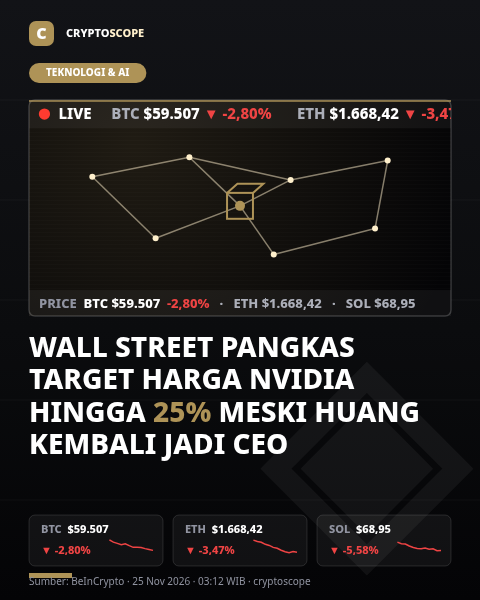 C CRYPTOSCOPE
TEKNOLOGI & AI
LIVE BTC $59.507 ▼ -2,80% ETH $1.668,42 ▼ -3,47
PRICE BTC $59.507 -2,80% · ETH $1.668,42 · SOL $68,95
WALL STREET PANGKAS
TARGET HARGA NVIDIA
HINGGA 25% MESKI HUANG
KEMBALI JADI CEO
BTC $59.507 ETH $1.668,42 SOL $68,95
▼ -2,80% ▼ -3,47% ▼ -5,58%
Sumber: BeInCrypto · 25 Nov 2026 · 03:12 WIB · cryptoscope